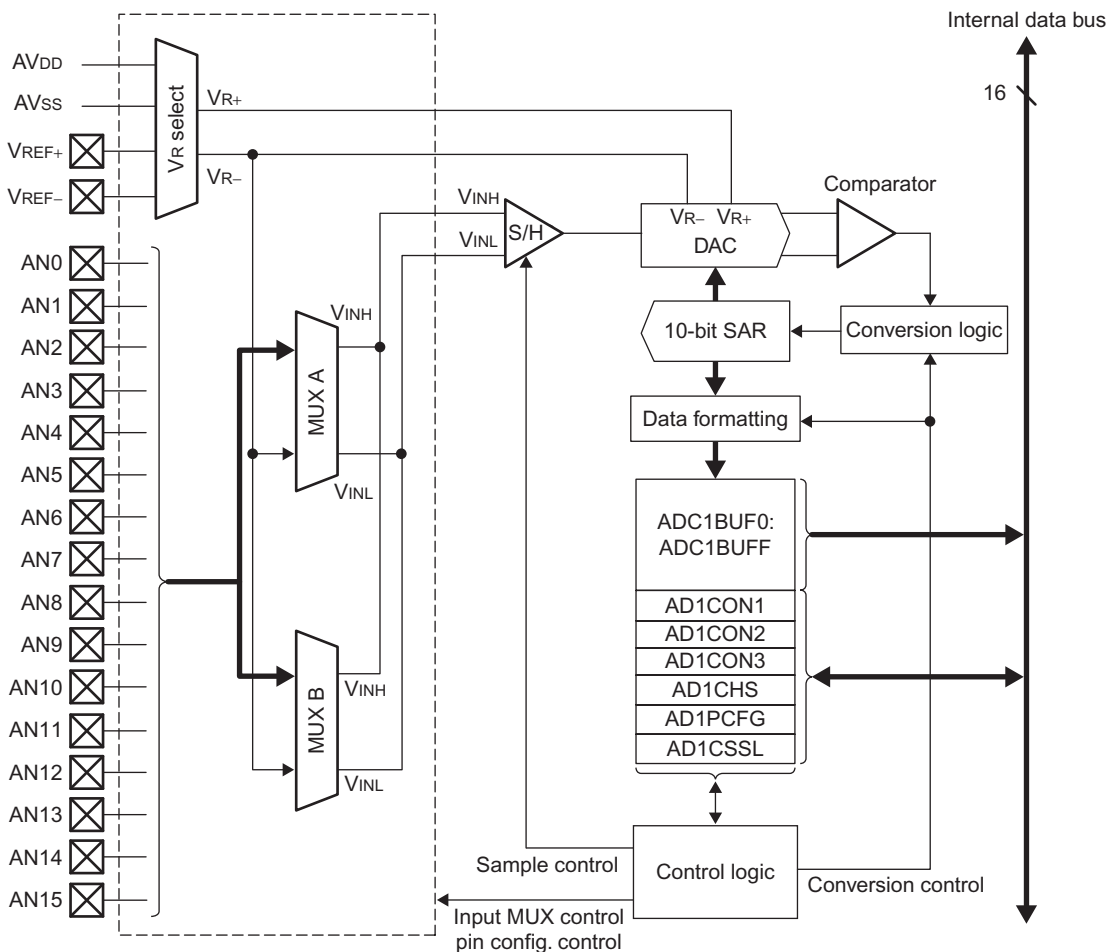 Internal data bus
16
AVDD
AVSS
VREF+
VREF–
VR select
VR+
VR–
AN0
AN1
AN2
AN3
AN4
AN5
AN6
AN7
AN8
AN9
AN10
AN11
AN12
AN13
AN14
AN15
MUX A
VINH
VINL
MUX B
VINH
VINL
VINH
VINL
S/H
VR– VR+
DAC
Comparator
10-bit SAR
Conversion logic
Data formatting
ADC1BUF0:
ADC1BUFF
AD1CON1
AD1CON2
AD1CON3
AD1CHS
AD1PCFG
AD1CSSL
Sample control
Control logic
Conversion control
Input MUX control
pin config. control